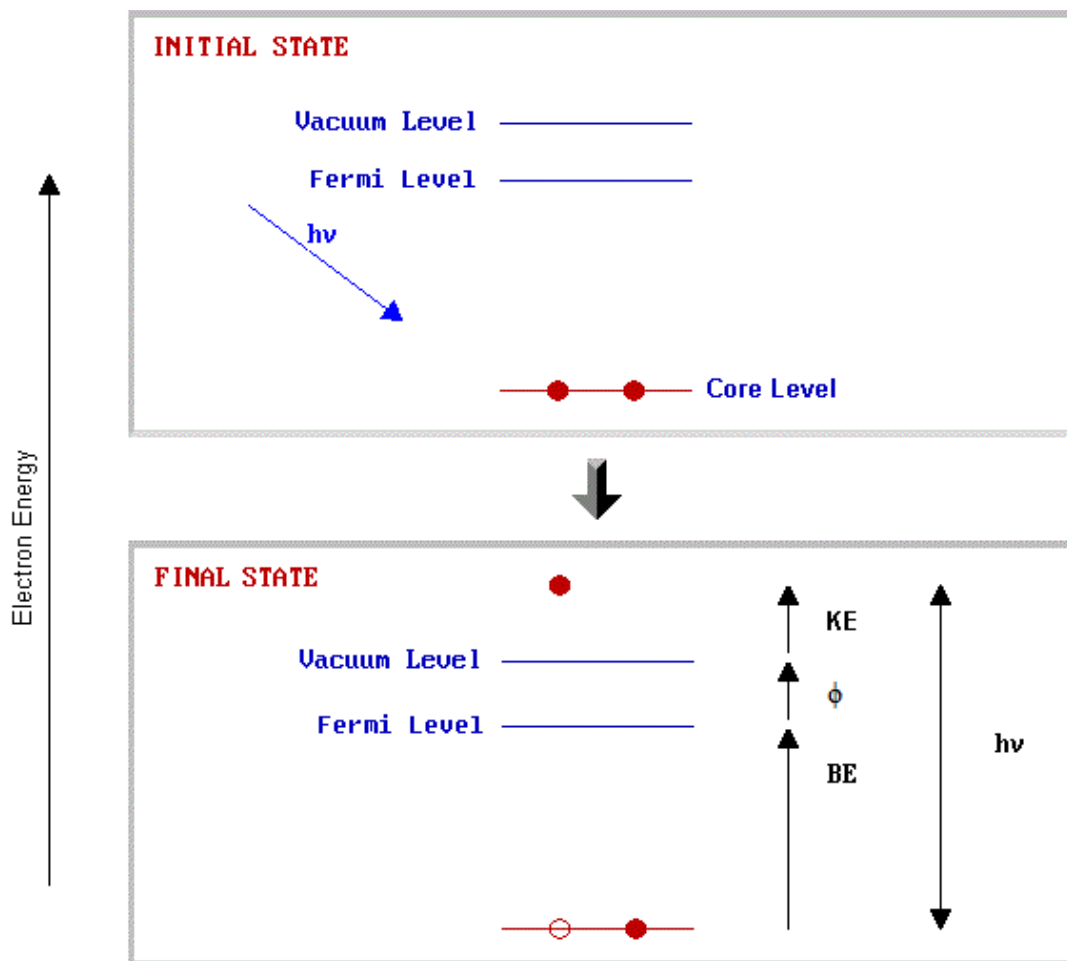 INITIAL STATE
Vacuum Level
Fermi Level
hν
Core Level
Electron Energy
FINAL STATE
KE
Vacuum Level
ϕ
Fermi Level
hν
BE